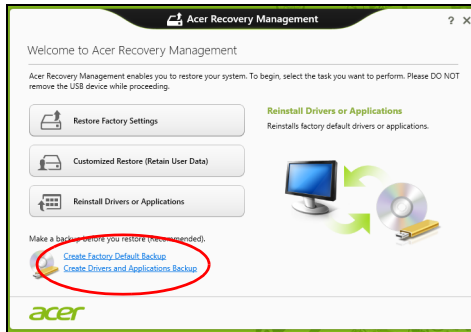 Acer Recovery Management
? X
Welcome to Acer Recovery Management
Acer Recovery Management enables you to restore your system. To begin, select the task you want to perform. Please DO NOT
remove the USB device while proceeding.
Restore Factory Settings
Customized Restore (Retain User Data)
Reinstall Drivers or Applications
Reinstall Drivers or Applications
Reinstalls factory default drivers or applications.
Make a backup before you restore (Recommended).
Create Factory Default Backup
Create Drivers and Applications Backup
acer